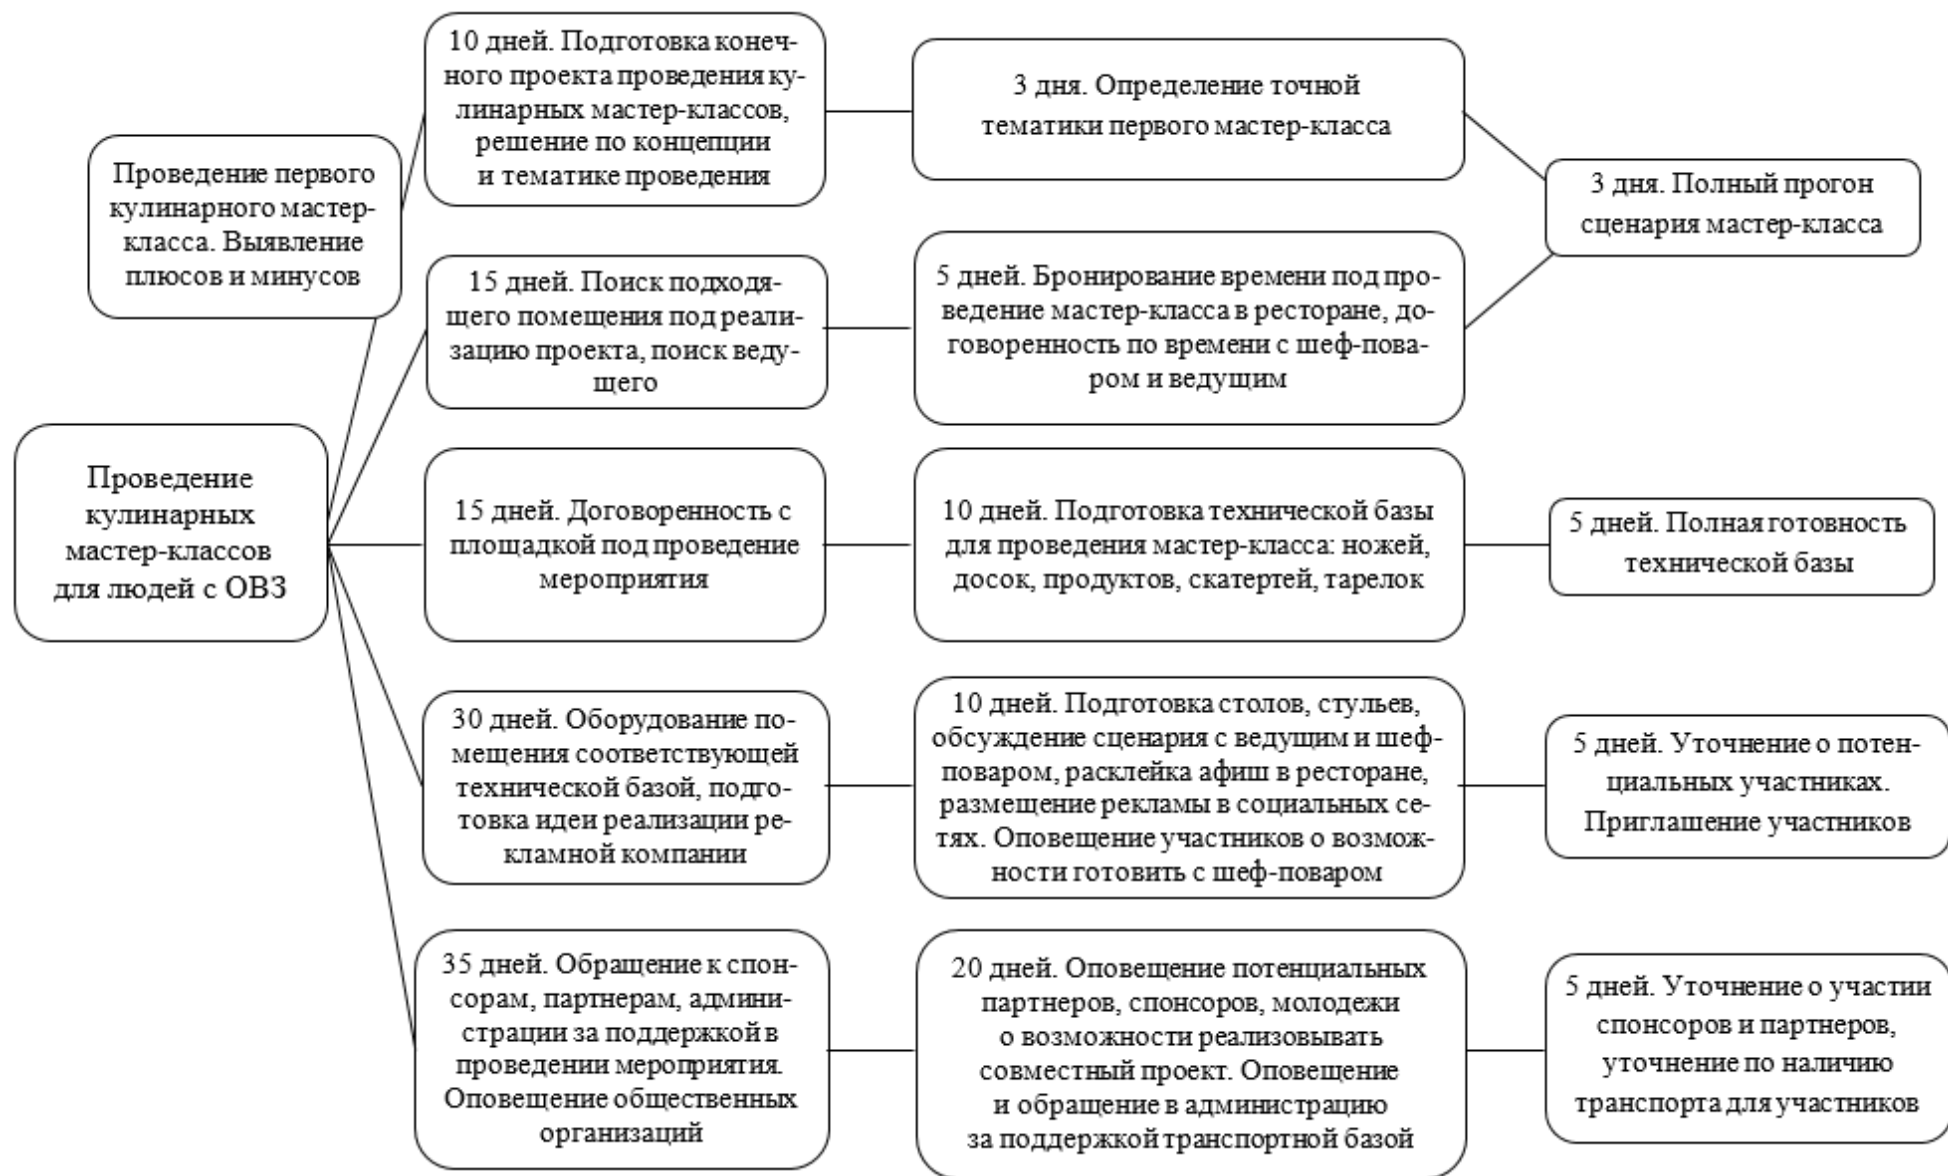 Проведение
кулинарных
мастер-классов
для людей с ОВЗ
Проведение первого
кулинарного мастер-
класса. Выявление
плюсов и минусов
10 дней. Подготовка конеч-
ного проекта проведения ку-
линарных мастер-классов,
решение по концепции
и тематике проведения
3 дня. Определение точной
тематики первого мастер-класса
3 дня. Полный прогон
сценария мастер-класса
15 дней. Поиск подходя-
щего помещения под реали-
зацию проекта, поиск веду-
щего
5 дней. Бронирование времени под про-
ведение мастер-класса в ресторане, до-
говоренность по времени с шеф-пова-
ром и ведущим
15 дней. Договоренность с
площадкой под проведение
мероприятия
10 дней. Подготовка технической базы
для проведения мастер-класса: ножей,
досок, продуктов, скатертей, тарелок
5 дней. Полная готовность
технической базы
30 дней. Оборудование по-
мещения соответствующей
технической базой, подго-
товка идеи реализации ре-
кламной компании
10 дней. Подготовка столов, стульев,
обсуждение сценария с ведущим и шеф-
поваром, расклейка афиш в ресторане,
размещение рекламы в социальных се-
тях. Оповещение участников о возмож-
ности готовить с шеф-поваром
5 дней. Уточнение о потен-
циальных участниках.
Приглашение участников
35 дней. Обращение к спон-
сорам, партнерам, админи-
страции за поддержкой в
проведении мероприятия.
Оповещение общественных
организаций
20 дней. Оповещение потенциальных
партнеров, спонсоров, молодежи
о возможности реализовывать
совместный проект. Оповещение
и обращение в администрацию
за поддержкой транспортной базой
5 дней. Уточнение о участии
спонсоров и партнеров,
уточнение по наличию
транспорта для участников